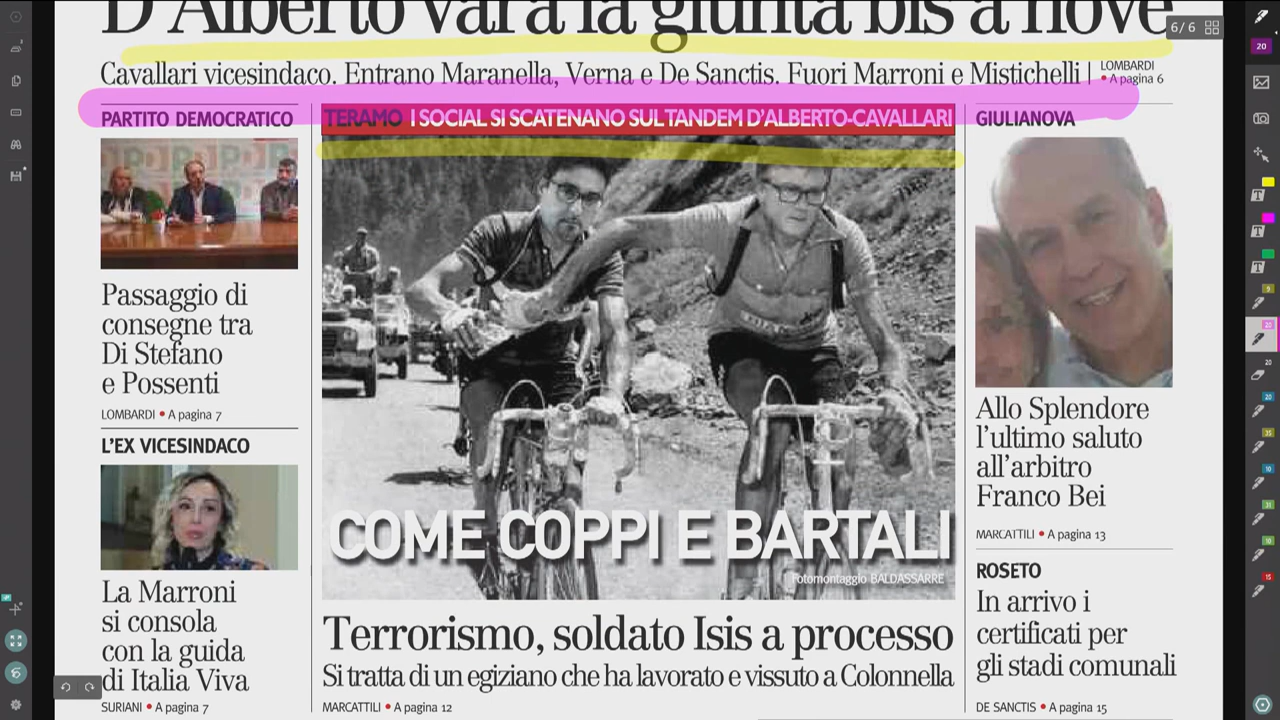 D'Alberto vara la giunta bis a nove
6/6
Cavallari vicesindaco. Entrano Maranella, Verna e De Sanctis. Fuori Marroni e Mistichelli
LOMBARDI
• A pagina 6
PARTITO DEMOCRATICO
Passaggio di
consegne tra
Di Stefano
e Possenti
LOMBARDI • A pagina 7
L'EX VICESINDACO
La Marroni
si consola
con la guida
di Italia Viva
SURIANI • A pagina 7
TERAMO I SOCIAL SI SCATENANO SUL TANDEM D'ALBERTO-CAVALLARI
COME COPPI E BARTALI
Fotomontaggio BALDASSARRE
Terrorismo, soldato Isis a processo
Si tratta di un egiziano che ha lavorato e vissuto a Colonnella
MARCATTILI • A pagina 12
GIULIANOVA
Allo Splendore
l'ultimo saluto
all'arbitro
Franco Bei
MARCATTILI • A pagina 13
ROSETO
In arrivo i
certificati per
gli stadi comunali
DE SANCTIS • A pagina 15